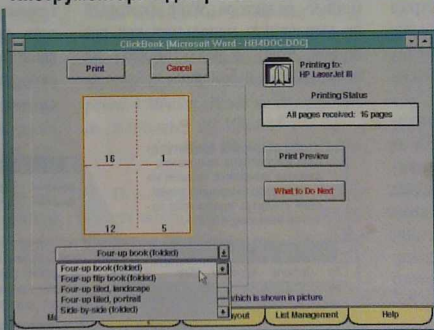 ClickBook [Microsoft Word - HB4DOC.DOC]
Print
Cancel
Printing to:
HP LaserJet III
Printing Status
All pages received: 16 pages
16 1
12 5
Print Preview
What to Do Next
Four-up book (folded)
Four-up book (folded)
Four-up flip book (folded)
Four-up tiled, landscape
Four-up tiled, portrait
Side-by-side (folded)
which is shown in picture
List Management
Help